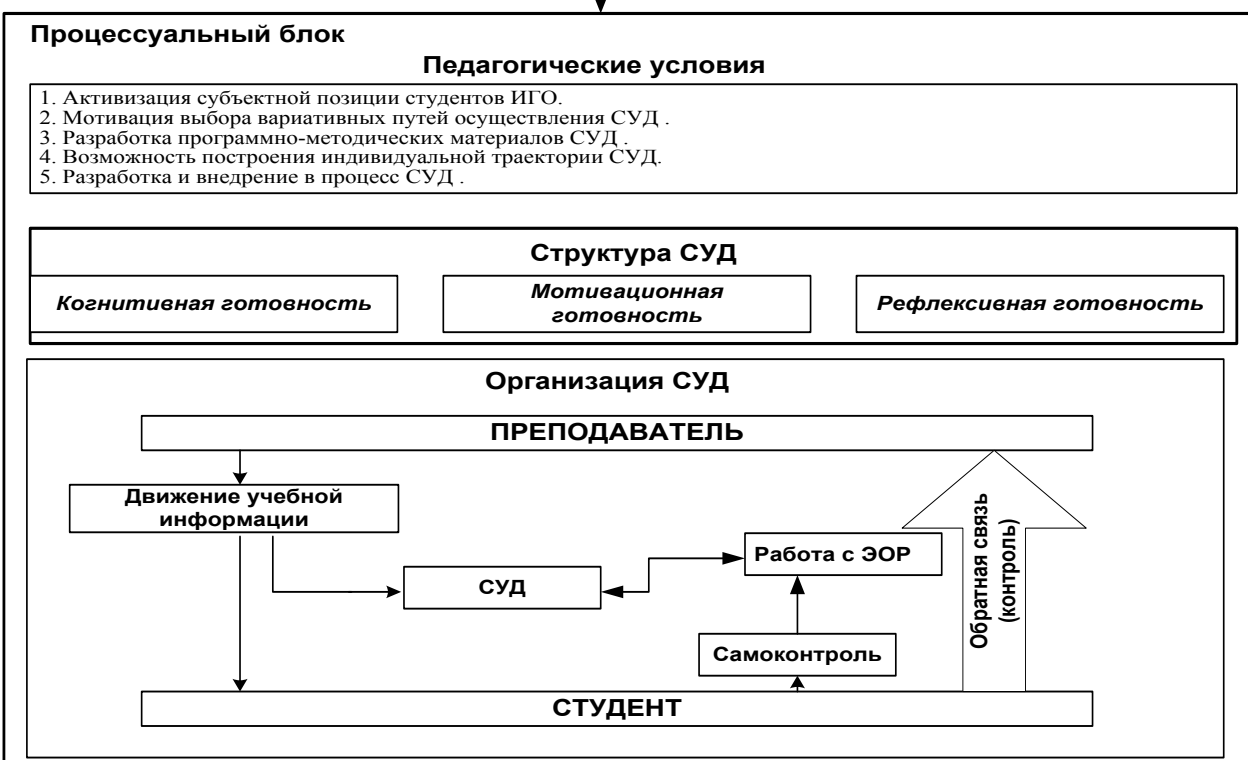 Процессуальный блок
Педагогические условия
1. Активизация субъектной позиции студентов ИГО.
2. Мотивация выбора вариативных путей осуществления СУД .
3. Разработка программно-методических материалов СУД .
4. Возможность построения индивидуальной траектории СУД.
5. Разработка и внедрение в процесс СУД .
Структура СУД
Когнитивная готовность
Мотивационная
готовность
Рефлексивная готовность
Организация СУД
ПРЕПОДАВАТЕЛЬ
Движение учебной
информации
СУД
Работа с ЭОР
Самоконтроль
Обратная связь
(контроль)
СТУДЕНТ